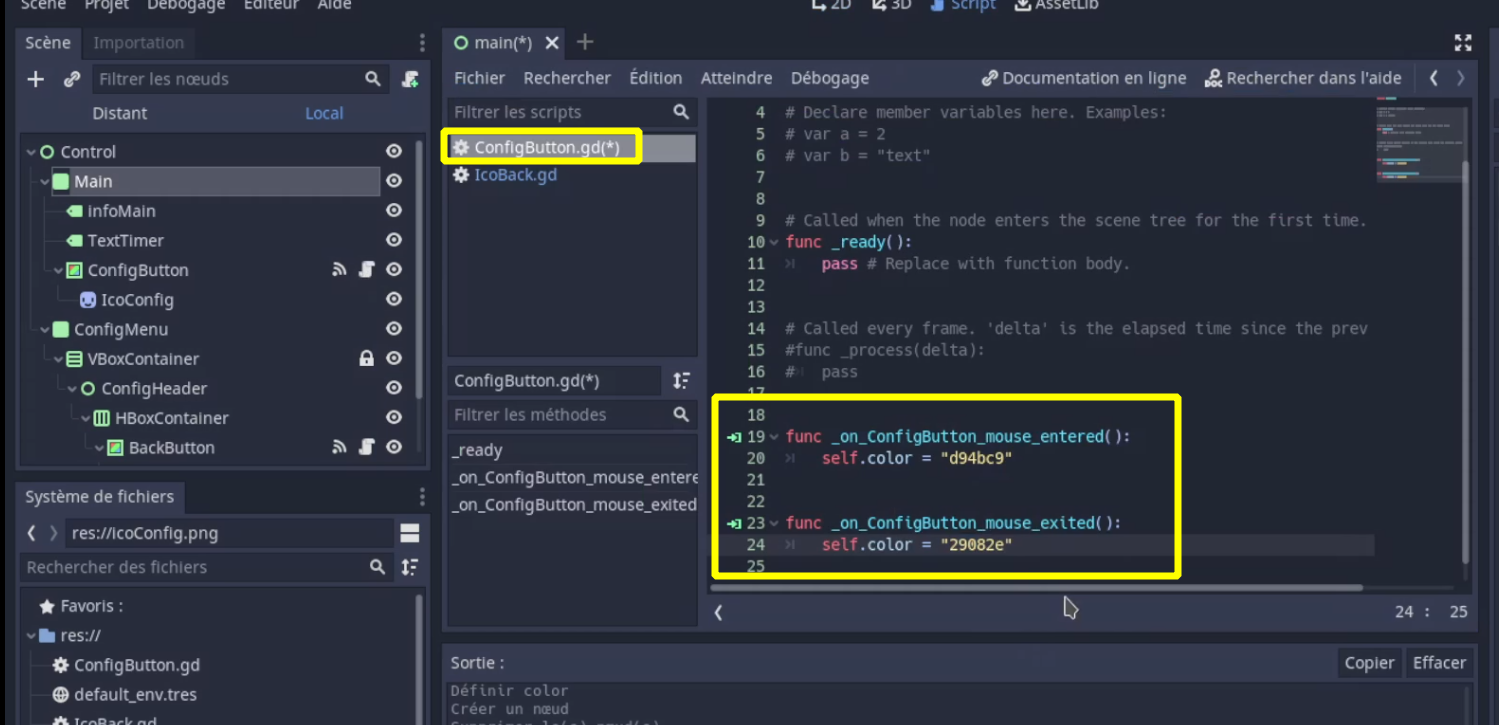 Scène Projet Débogage Éditeur Aide
2D 3D Script AssetLib
Scène Importation
Filtrer les nœuds
Distant Local
Control
Main
infoMain
TextTimer
ConfigButton
IcoConfig
ConfigMenu
VBoxContainer
ConfigHeader
HBoxContainer
BackButton
Système de fichiers
res://icoConfig.png
Rechercher des fichiers
Favoris :
res://
ConfigButton.gd
default_env.tres
IcoBack.gd
main(*)
Fichier Rechercher Édition Atteindre Débogage Documentation en ligne Rechercher dans l'aide
Filtrer les scripts
ConfigButton.gd(*)
IcoBack.gd
ConfigButton.gd(*)
Filtrer les méthodes
_ready
_on_ConfigButton_mouse_entere
_on_ConfigButton_mouse_exited
4 # Declare member variables here. Examples:
5 # var a = 2
6 # var b = "text"
7
8
9 # Called when the node enters the scene tree for the first time.
10 func _ready():
11 pass # Replace with function body.
12
13
14 # Called every frame. 'delta' is the elapsed time since the prev
15 #func _process(delta):
16 # pass
17
18
19 func _on_ConfigButton_mouse_entered():
20 self.color = "d94bc9"
21
22
23 func _on_ConfigButton_mouse_exited():
24 self.color = "29082e"
25
24 : 25
Sortie : Copier Effacer
Définir color
Créer un nœud